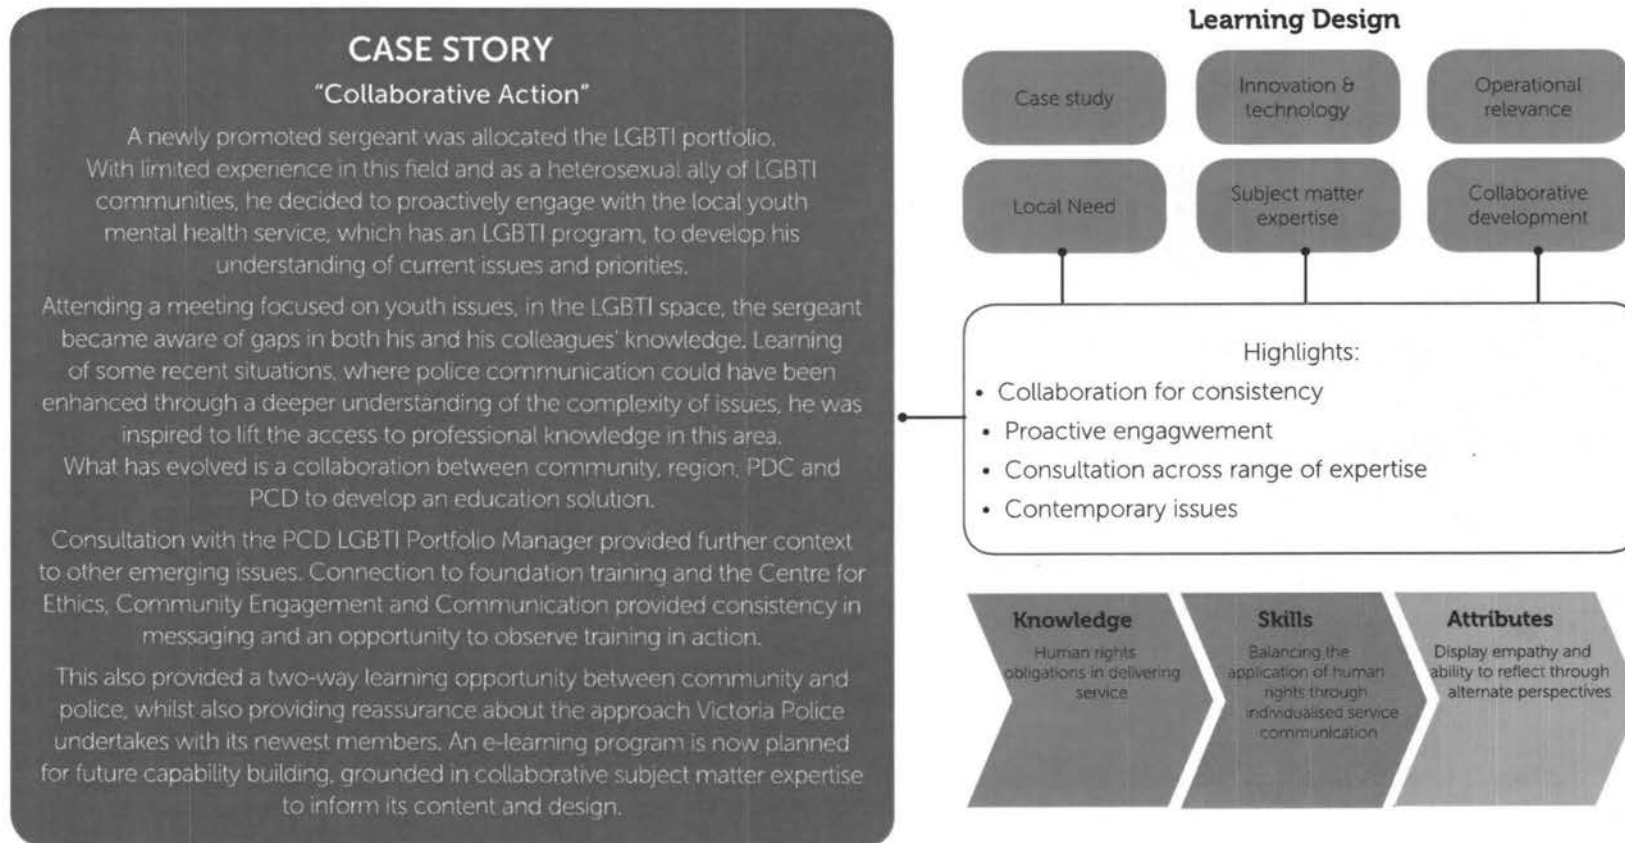 CASE STORY
“Collaborative Action”
A newly promoted sergeant was allocated the LGBTI portfolio.
With limited experience in this field and as a heterosexual ally of LGBTI
communities, he decided to proactively engage with the local youth
mental health service, which has an LGBTI program, to develop his
understanding of current issues and priorities.
Attending a meeting focused on youth issues, in the LGBTI space, the sergeant
became aware of gaps in both his and his colleagues’ knowledge. Learning
of some recent situations, where police communication could have been
enhanced through a deeper understanding of the complexity of issues, he was
inspired to lift the access to professional knowledge in this area.
What has evolved is a collaboration between community, region, PDC and
PCD to develop an education solution.
Consultation with the PCD LGBTI Portfolio Manager provided further context
to other emerging issues. Connection to foundation training and the Centre for
Ethics, Community Engagement and Communication provided consistency in
messaging and an opportunity to observe training in action.
This also provided a two-way learning opportunity between community and
police, whilst also providing reassurance about the approach Victoria Police
undertakes with its newest members. An e-learning program is now planned
for future capability building, grounded in collaborative subject matter expertise
to inform its content and design.
Learning Design
Case study
Innovation &
technology
Operational
relevance
Local Need
Subject matter
expertise
Collaborative
development
Highlights:
• Collaboration for consistency
• Proactive engagwement
• Consultation across range of expertise
• Contemporary issues
Knowledge
Human rights
obligations in delivering
service
Skills
Balancing the
application of human
rights through
individualised service
communication
Attributes
Display empathy and
ability to reflect through
alternate perspectives